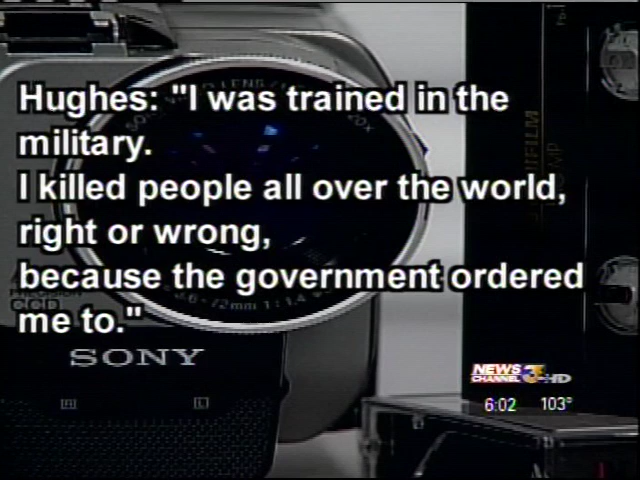 Hughes: "I was trained in the
military.
I killed people all over the world,
right or wrong,
because the government ordered
me to."
SONY
NEWS
CHANNEL 3 HD
6:02 103°